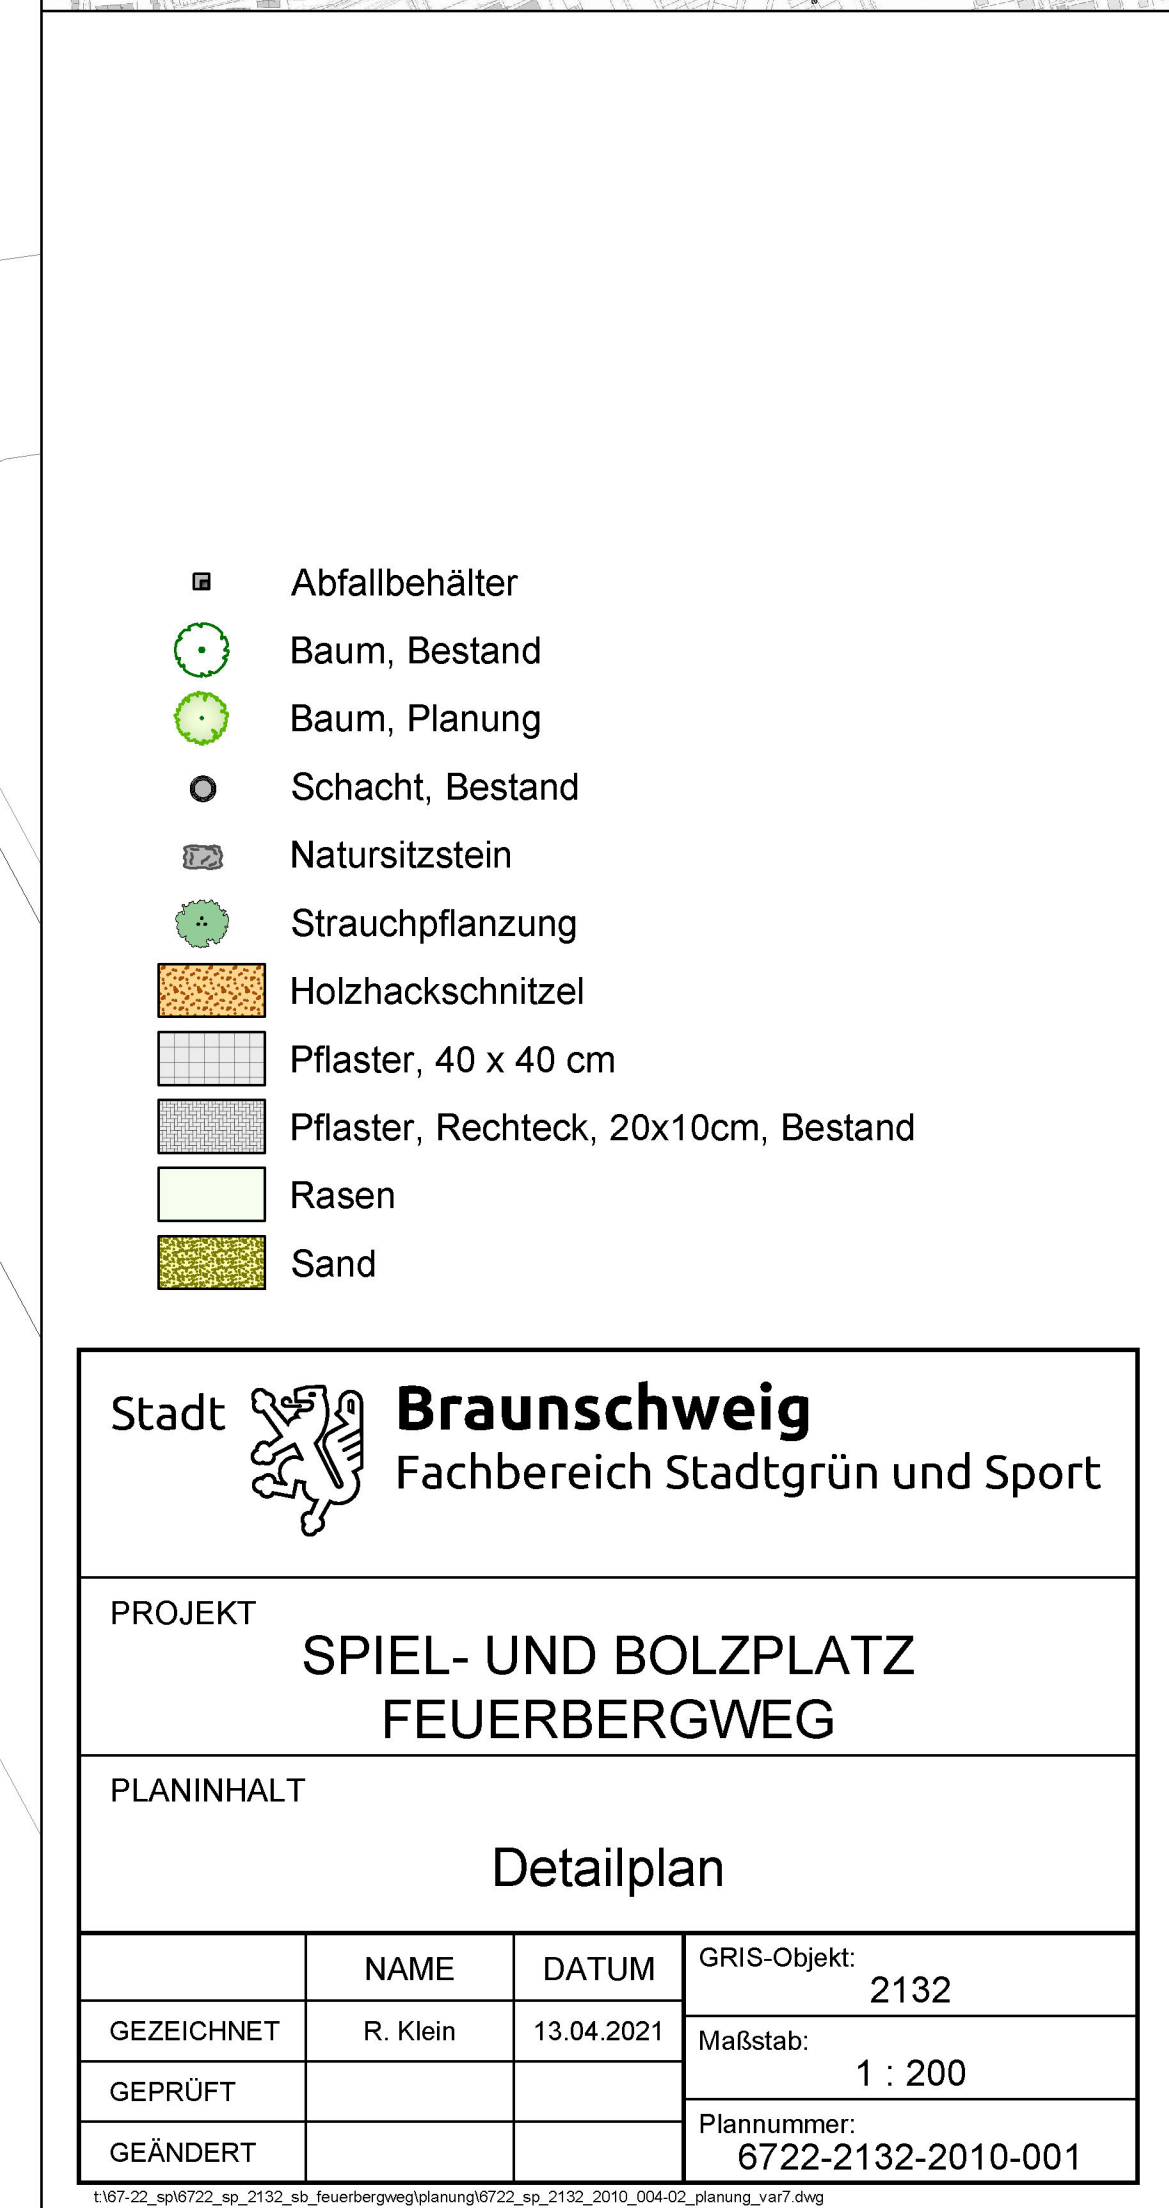 Abfallbehälter
Baum, Bestand
Baum, Planung
Schacht, Bestand
Natursitzstein
Strauchpflanzung
Holzhackschnitzel
Pflaster, 40 x 40 cm
Pflaster, Rechteck, 20x10cm, Bestand
Rasen
Sand
Stadt Braunschweig
Fachbereich Stadtgrün und Sport
PROJEKT
SPIEL- UND BOLZPLATZ
FEUERBERGWEG
PLANINHALT
Detailplan
NAME DATUM
GEZEICHNET R. Klein 13.04.2021
GEPRÜFT
GEÄNDERT
GRIS-Objekt:
2132
Maßstab:
1 : 200
Plannummer:
6722-2132-2010-001
t:\67-22_sp\6722_sp_2132_sb_feuerbergweg\planung\6722_sp_2132_2010_004-02_planung_var7.dwg